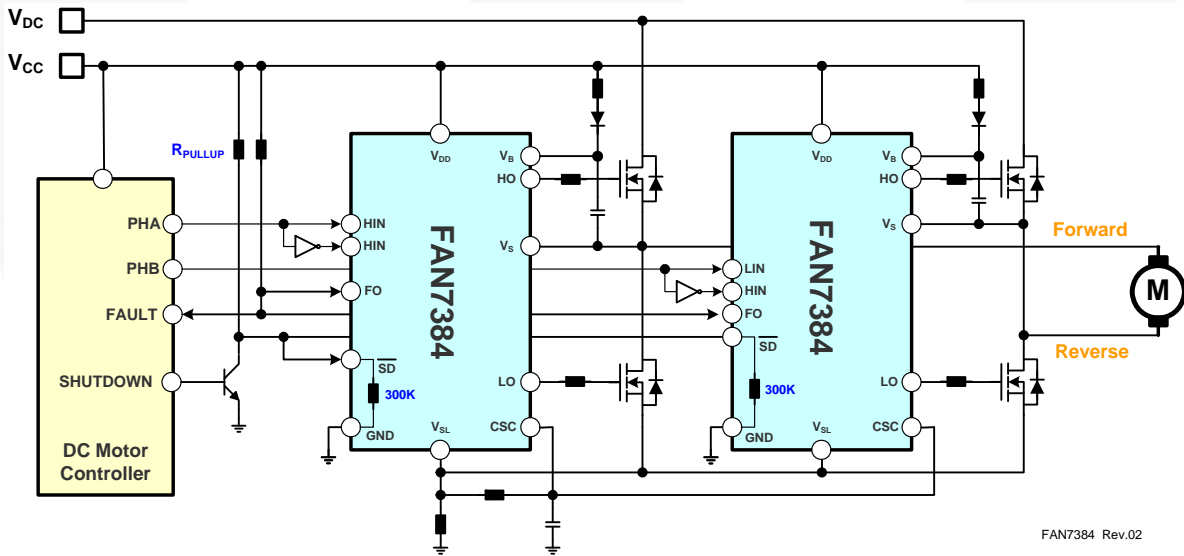 VDC
VCC
RPULLUP
VDD
VB
HO
VDD
VB
HO
PHA
HIN
HIN
VS
VS
Forward
PHB
LIN
HIN
FO
FO
FAULT
FAN7384
FAN7384
M
SD
SD
Reverse
SHUTDOWN
300K
LO
300K
LO
GND
VSL
CSC
GND
VSL
CSC
DC Motor
Controller
FAN7384 Rev.02